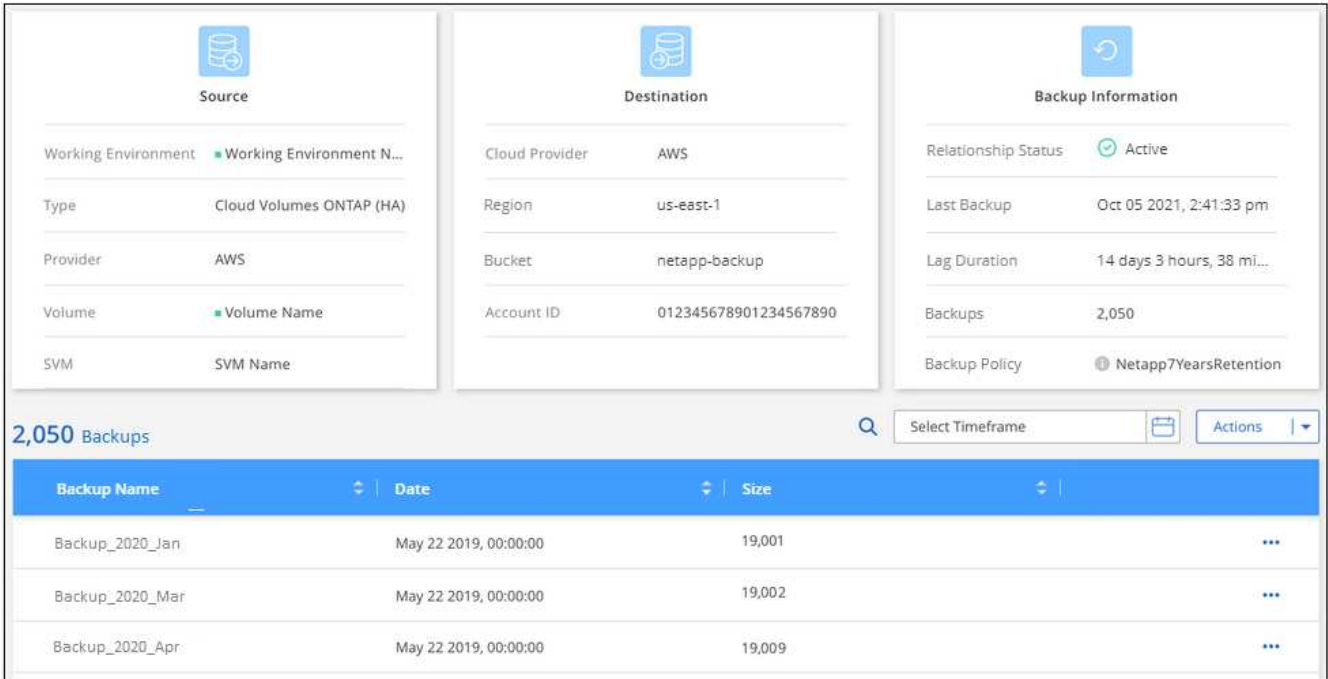 Source
Working Environment Working Environment N...
Type Cloud Volumes ONTAP (HA)
Provider AWS
Volume Volume Name
SVM SVM Name
Destination
Cloud Provider AWS
Region us-east-1
Bucket netapp-backup
Account ID 012345678901234567890
Backup Information
Relationship Status Active
Last Backup Oct 05 2021, 2:41:33 pm
Lag Duration 14 days 3 hours, 38 mi...
Backups 2,050
Backup Policy Netapp7YearsRetention
2,050 Backups
Select Timeframe
Actions
Backup Name Date Size
Backup_2020_Jan May 22 2019, 00:00:00 19,001
Backup_2020_Mar May 22 2019, 00:00:00 19,002
Backup_2020_Apr May 22 2019, 00:00:00 19,009